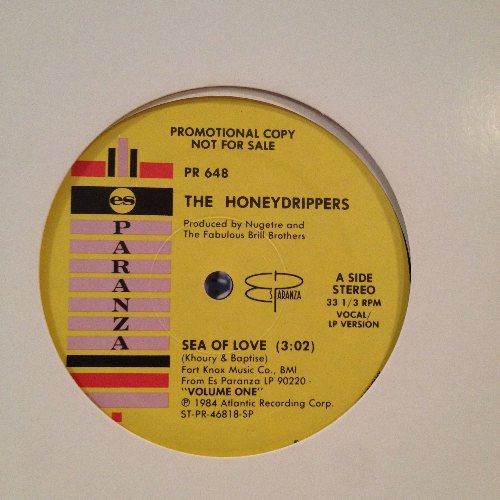 PROMOTIONAL COPY
NOT FOR SALE
PR 648
es
PARANZA
THE HONEYDRIPPERS
Produced by Nugetre and
The Fabulous Brill Brothers
ES PARANZA
A SIDE
STEREO
33 1/3 RPM
VOCAL/
LP VERSION
SEA OF LOVE (3:02)
(Khoury & Baptise)
Fort Knox Music Co., BMI
From Es Paranza LP 90220 -
"VOLUME ONE"
Ⓟ 1984 Atlantic Recording Corp.
ST-PR-46818-SP